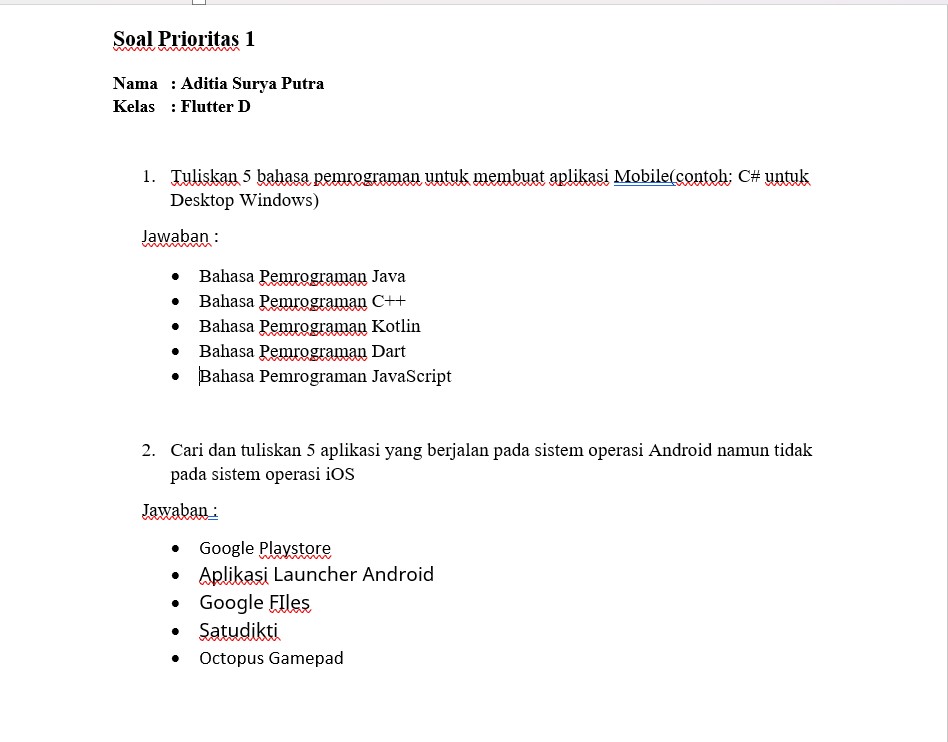 Soal Prioritas 1
Nama : Aditia Surya Putra
Kelas : Flutter D
1. Tuliskan 5 bahasa pemrograman untuk membuat aplikasi Mobile(contoh: C# untuk
Desktop Windows)
Jawaban :
• Bahasa Pemrograman Java
• Bahasa Pemrograman C++
• Bahasa Pemrograman Kotlin
• Bahasa Pemrograman Dart
• Bahasa Pemrograman JavaScript
2. Cari dan tuliskan 5 aplikasi yang berjalan pada sistem operasi Android namun tidak
pada sistem operasi iOS
Jawaban :
• Google Playstore
• Aplikasi Launcher Android
• Google FIles
• Satudikti
• Octopus Gamepad